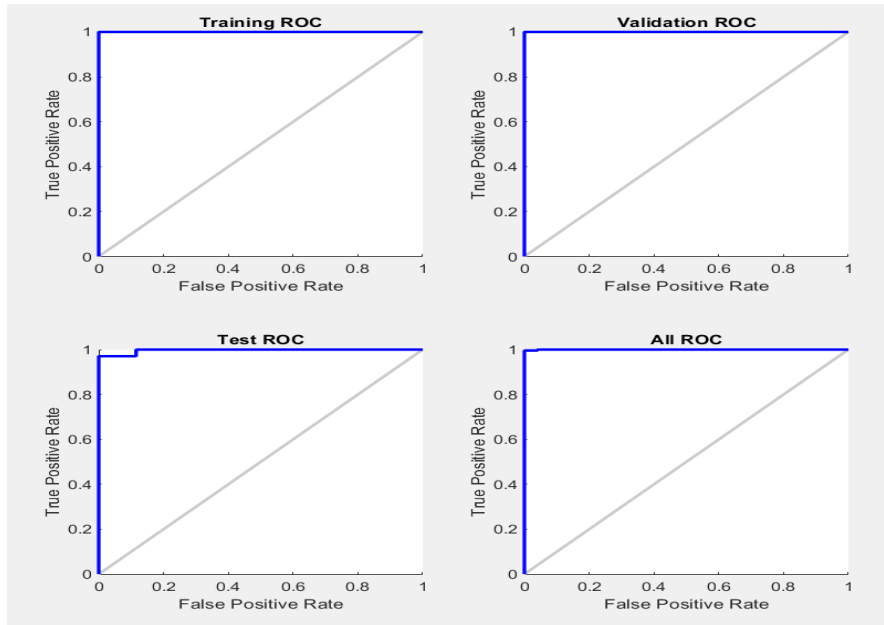 Training ROC
1
0.8
0.6
0.4
0.2
0
True Positive Rate
0 0.2 0.4 0.6 0.8 1
False Positive Rate
Validation ROC
1
0.8
0.6
0.4
0.2
0
True Positive Rate
0 0.2 0.4 0.6 0.8 1
False Positive Rate
Test ROC
1
0.8
0.6
0.4
0.2
0
True Positive Rate
0 0.2 0.4 0.6 0.8 1
False Positive Rate
All ROC
1
0.8
0.6
0.4
0.2
0
True Positive Rate
0 0.2 0.4 0.6 0.8 1
False Positive Rate